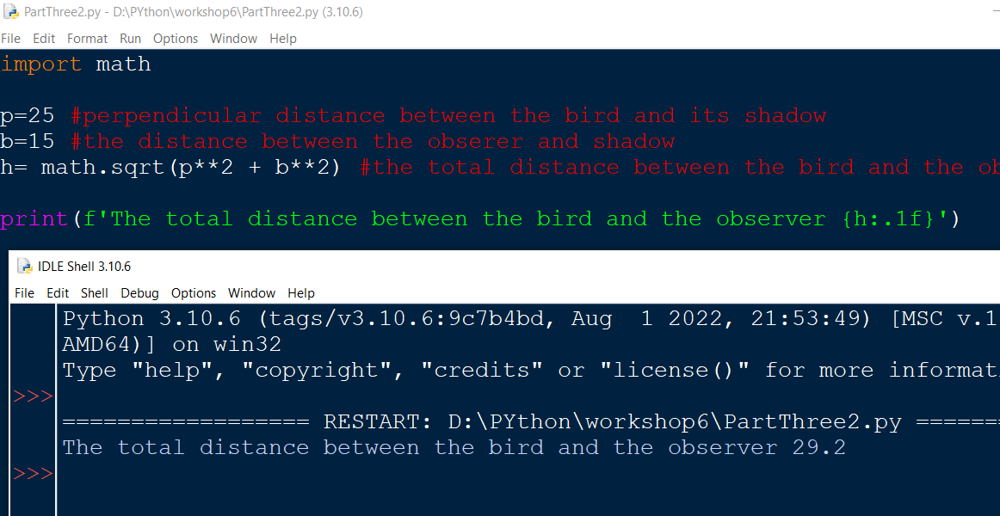 PartThree2.py - D:\PYthon\workshop6\PartThree2.py (3.10.6)
File Edit Format Run Options Window Help
import math
p=25 #perpendicular distance between the bird and its shadow
b=15 #the distance between the obserer and shadow
h= math.sqrt(p**2 + b**2) #the total distance between the bird and the ob
print(f'The total distance between the bird and the observer {h:.1f}')
IDLE Shell 3.10.6
File Edit Shell Debug Options Window Help
Python 3.10.6 (tags/v3.10.6:9c7b4bd, Aug  1 2022, 21:53:49) [MSC v.1
AMD64)] on win32
Type "help", "copyright", "credits" or "license()" for more informat
>>>
================== RESTART: D:\PYthon\workshop6\PartThree2.py ======
The total distance between the bird and the observer 29.2
>>>